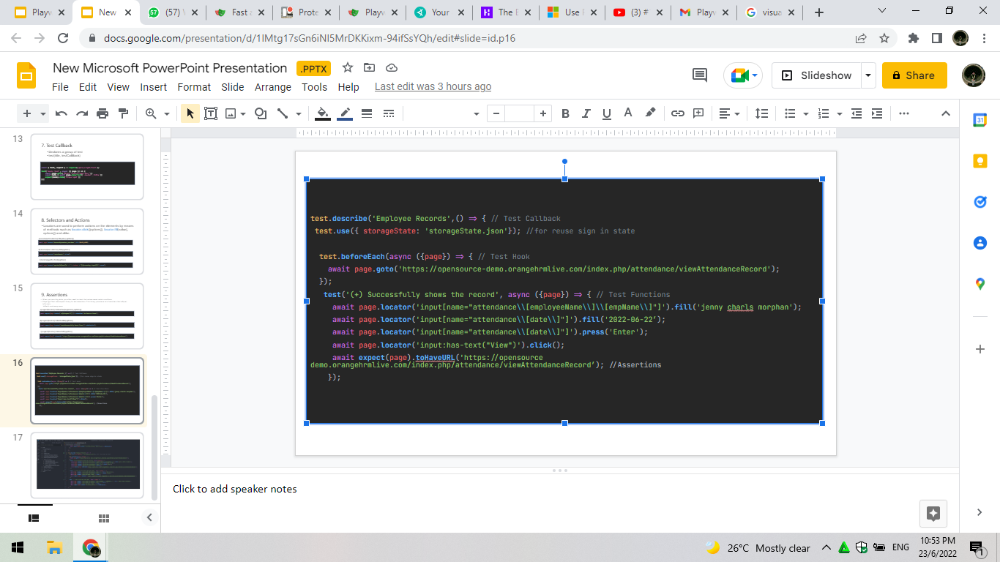 Playw
New
(57)
Fast a
Prote
Playw
Your
The E
Use
(3) #
Playw
visua
docs.google.com/presentation/d/1IMtg17sGn6iNI5MrDKKixm-94ifSsYQh/edit#slide=id.p16
New Microsoft PowerPoint Presentation
.PPTX
Slideshow
Share
File Edit View Insert Format Slide Arrange Tools Help Last edit was 3 hours ago
13
7. Test Callback
14
8. Selectors and Actions
15
9. Assertions
16
17
test.describe('Employee Records',() => { // Test Callback
test.use({ storageState: 'storageState.json'}); //for reuse sign in state
test.beforeEach(async ({page}) => { // Test Hook
await page.goto('https://opensource-demo.orangehrmlive.com/index.php/attendance/viewAttendanceRecord');
});
test('(+) Successfully shows the record', async ({page}) => { // Test Functions
await page.locator('input[name="attendance\\[employeeName\\]\\[empName\\]"]').fill('jenny charls morphan');
await page.locator('input[name="attendance\\[date\\]"]').fill('2022-06-22’);
await page.locator('input[name="attendance\\[date\\]"]').press('Enter');
await page.locator('input:has-text("View")').click();
await expect(page).toHaveURL('https://opensource
demo.orangehrmlive.com/index.php/attendance/viewAttendanceRecord’); //Assertions
});
Click to add speaker notes
26°C Mostly clear
ENG
10:53 PM
23/6/2022
1